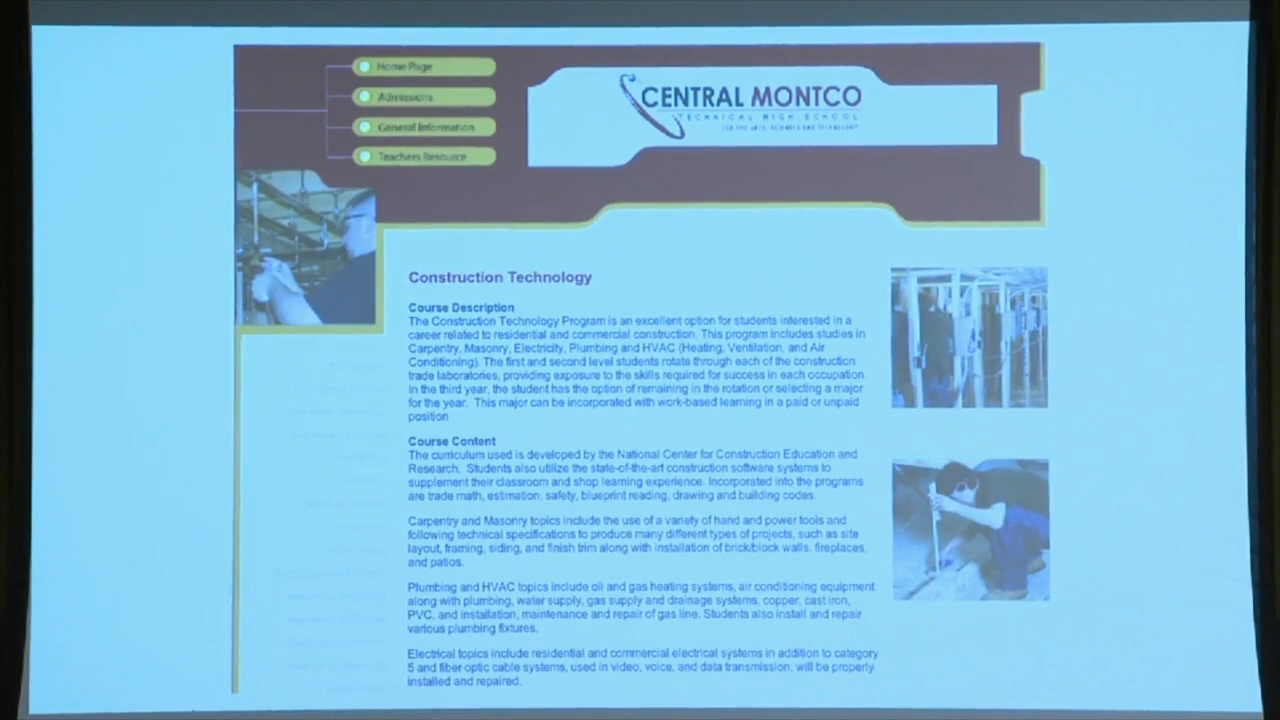 Home Page
Admissions
General Information
Teachers Resource
CENTRAL MONTCO
TECHNICAL HIGH SCHOOL
FOR THE ARTS, SCIENCES AND TECHNOLOGY
Construction Technology
Course Description
The Construction Technology Program is an excellent option for students interested in a
career related to residential and commercial construction. This program includes studies in
Carpentry, Masonry, Electricity, Plumbing and HVAC (Heating, Ventilation, and Air
Conditioning). The first and second level students rotate through each of the construction
trade laboratories, providing exposure to the skills required for success in each occupation.
In the third year, the student has the option of remaining in the rotation or selecting a major
for the year. This major can be incorporated with work-based learning in a paid or unpaid
position
Course Content
The curriculum used is developed by the National Center for Construction Education and
Research. Students also utilize the state-of-the-art construction software systems to
supplement their classroom and shop learning experience. Incorporated into the programs
are trade math, estimation, safety, blueprint reading, drawing and building codes.
Carpentry and Masonry topics include the use of a variety of hand and power tools and
following technical specifications to produce many different types of projects, such as site
layout, framing, siding, and finish trim along with installation of brick/block walls, fireplaces,
and patios.
Plumbing and HVAC topics include oil and gas heating systems, air conditioning equipment
along with plumbing, water supply, gas supply and drainage systems, copper, cast iron,
PVC, and installation, maintenance and repair of gas line. Students also install and repair
various plumbing fixtures.
Electrical topics include residential and commercial electrical systems in addition to category
5 and fiber optic cable systems, used in video, voice, and data transmission, will be properly
installed and repaired.